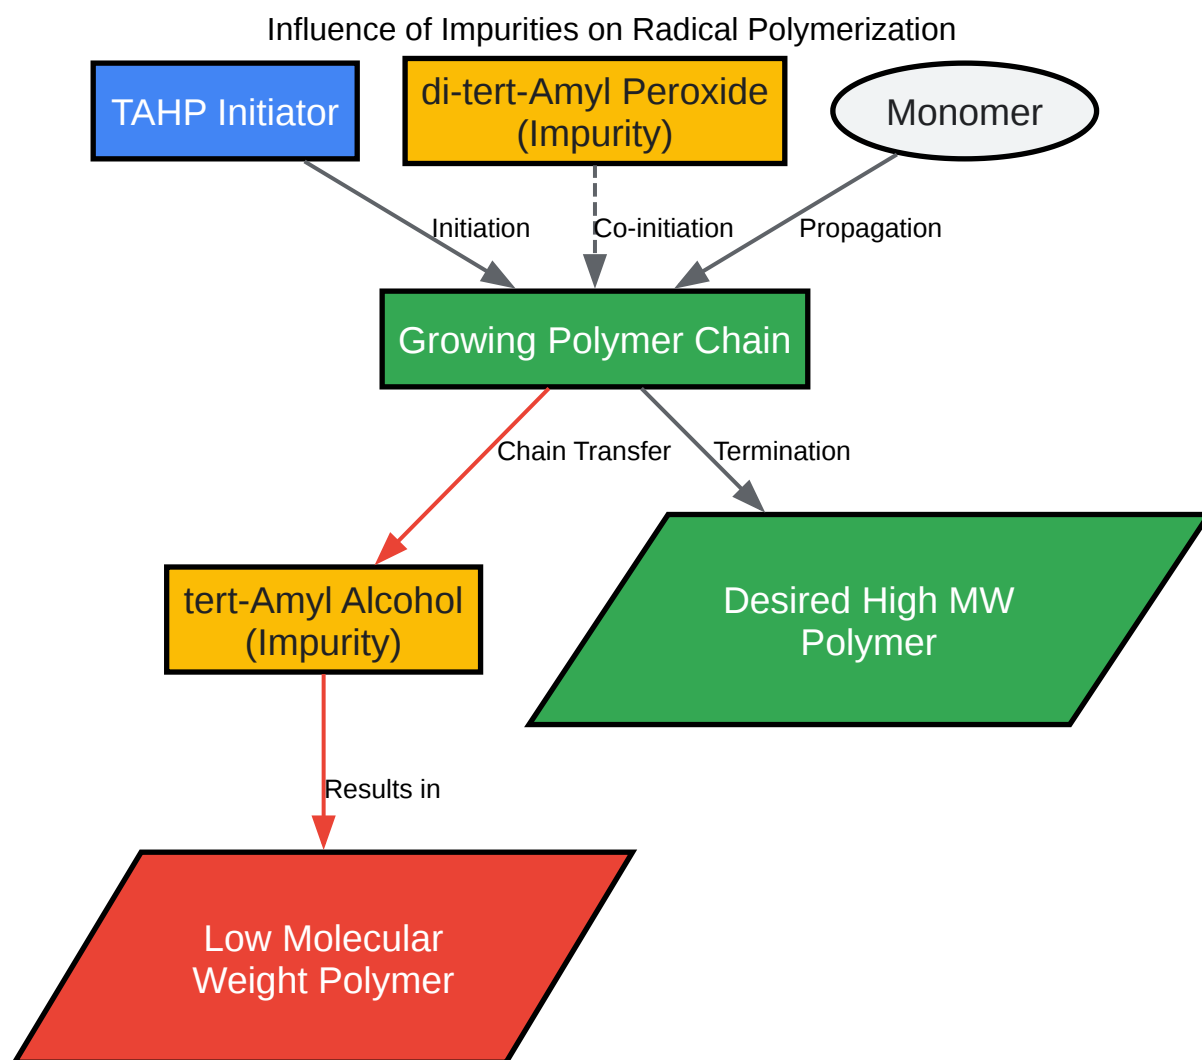 Influence of Impurities on Radical Polymerization
TAHP Initiator
di-tert-Amyl Peroxide
(Impurity)
Monomer
Initiation
Co-initiation
Propagation
Growing Polymer Chain
Chain Transfer
Termination
tert-Amyl Alcohol
(Impurity)
Desired High MW
Polymer
Results in
Low Molecular
Weight Polymer